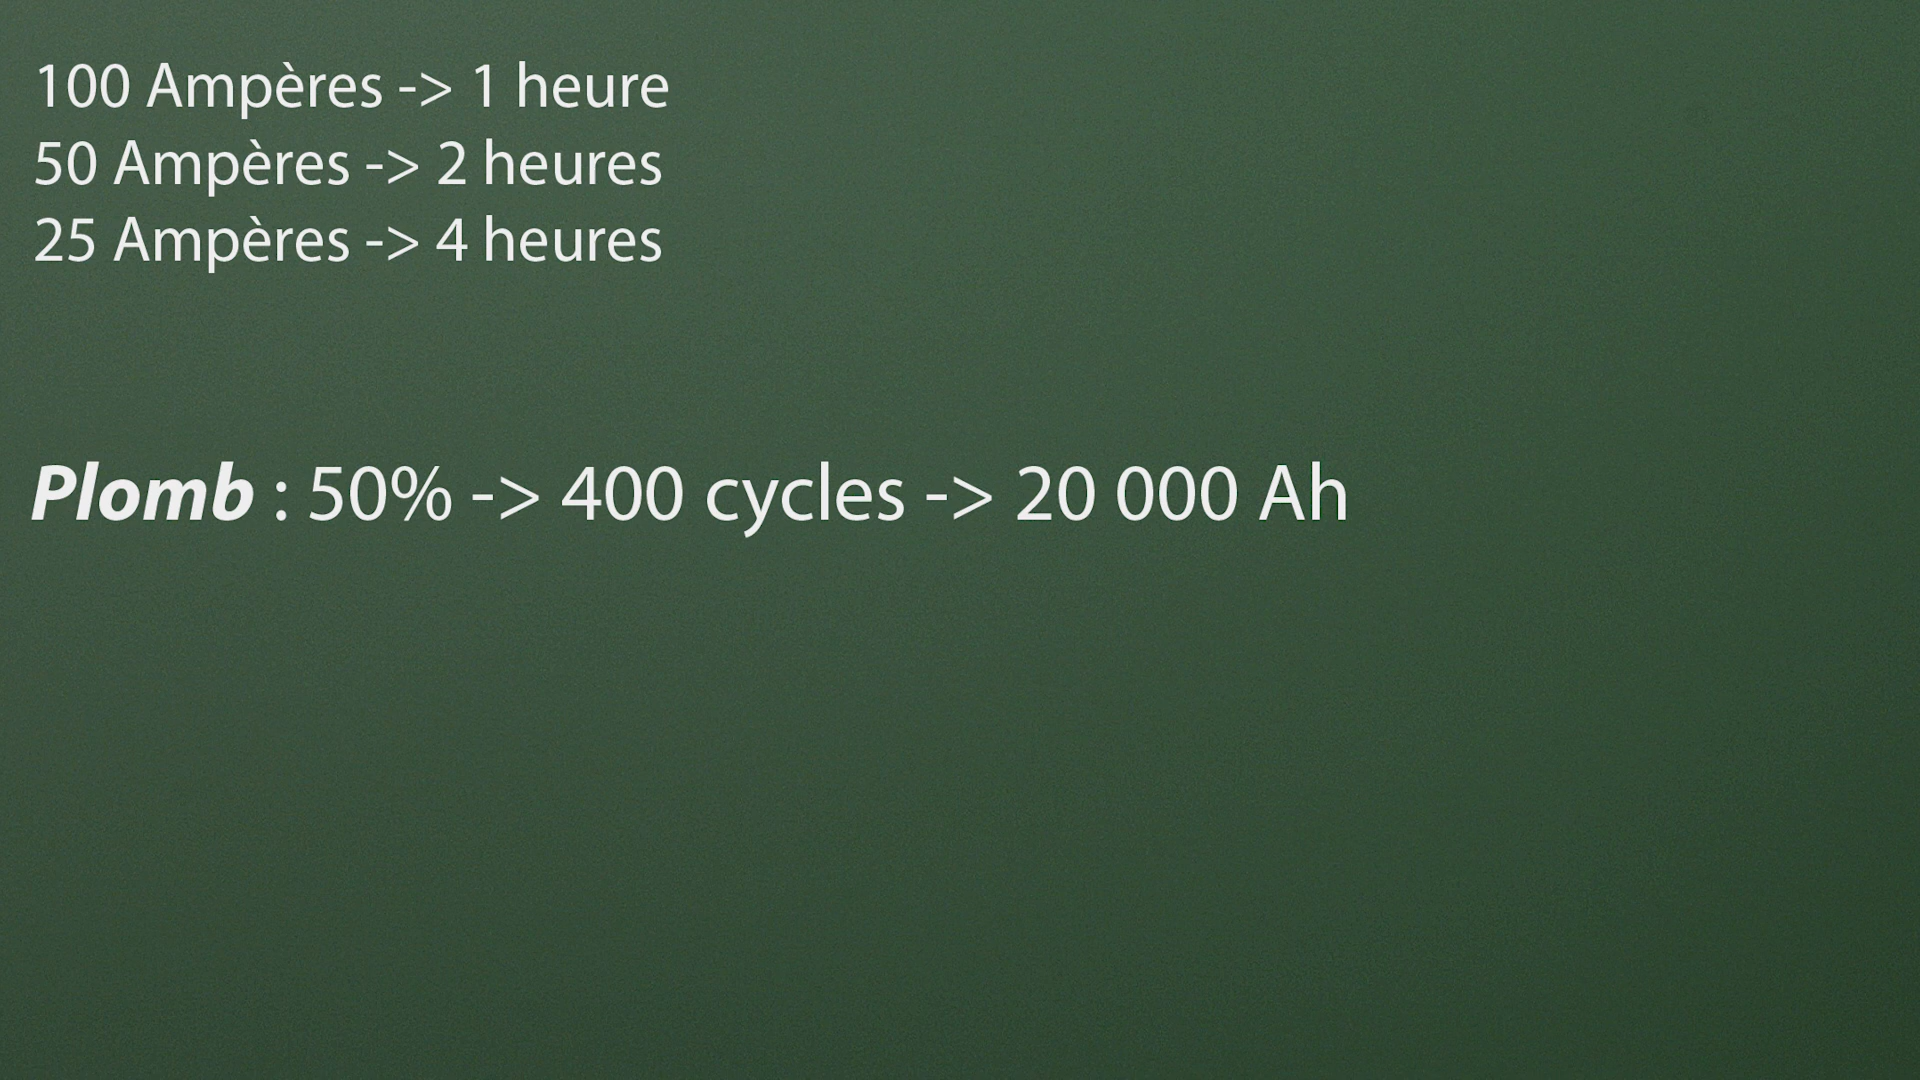 100 Ampères -> 1 heure
50 Ampères -> 2 heures
25 Ampères -> 4 heures
Plomb : 50% -> 400 cycles -> 20 000 Ah